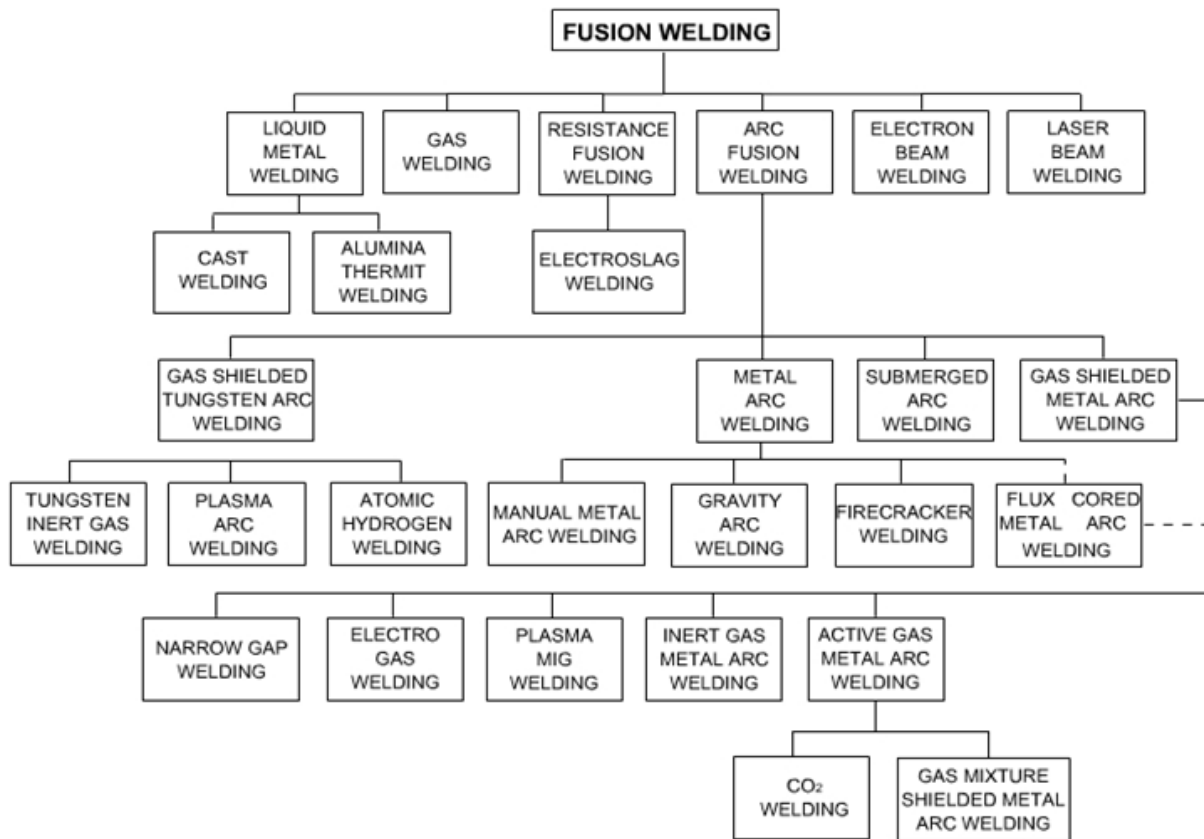 FUSION WELDING
LIQUID
METAL
WELDING
GAS
WELDING
RESISTANCE
FUSION
WELDING
ARC
FUSION
WELDING
ELECTRON
BEAM
WELDING
LASER
BEAM
WELDING
CAST
WELDING
ALUMINA
THERMIT
WELDING
ELECTROSLAG
WELDING
GAS SHIELDED
TUNGSTEN ARC
WELDING
METAL
ARC
WELDING
SUBMERGED
ARC
WELDING
GAS SHIELDED
METAL ARC
WELDING
TUNGSTEN
INERT GAS
WELDING
PLASMA
ARC
WELDING
ATOMIC
HYDROGEN
WELDING
MANUAL METAL
ARC WELDING
GRAVITY
ARC
WELDING
FIRECRACKER
WELDING
FLUX CORED
METAL ARC
WELDING
NARROW GAP
WELDING
ELECTRO
GAS
WELDING
PLASMA
MIG
WELDING
INERT GAS
METAL ARC
WELDING
ACTIVE GAS
METAL ARC
WELDING
CO₂
WELDING
GAS MIXTURE
SHIELDED METAL
ARC WELDING